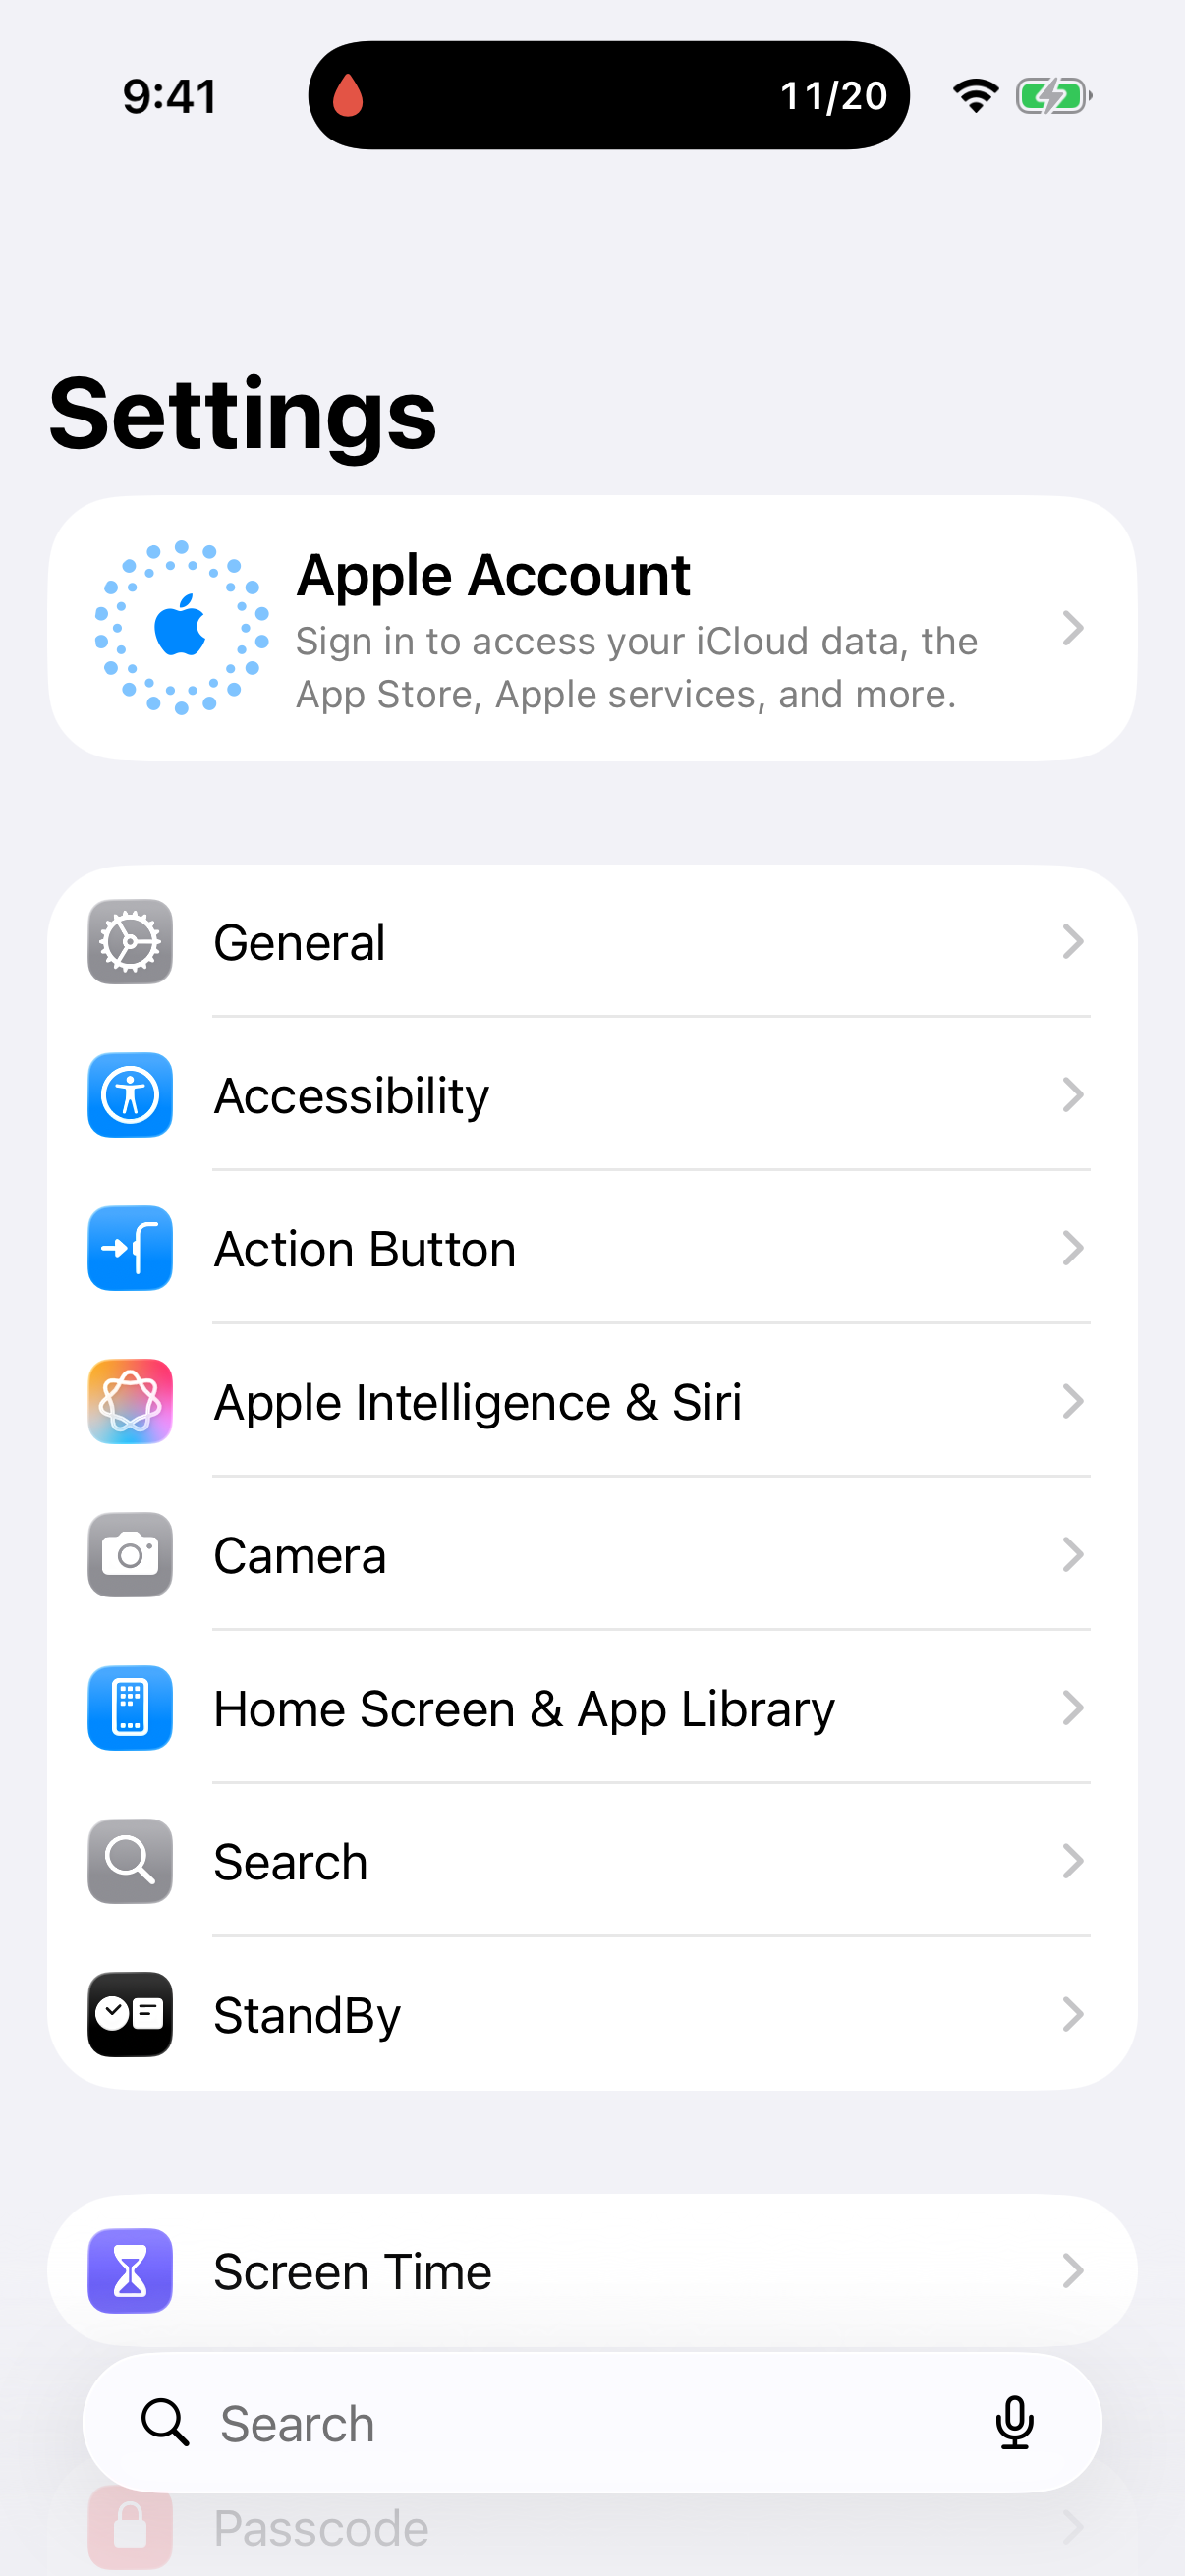 9:41
11/20
Settings
Apple Account
Sign in to access your iCloud data, the
App Store, Apple services, and more.
General
Accessibility
Action Button
Apple Intelligence & Siri
Camera
Home Screen & App Library
Search
StandBy
Screen Time
Search
Passcode